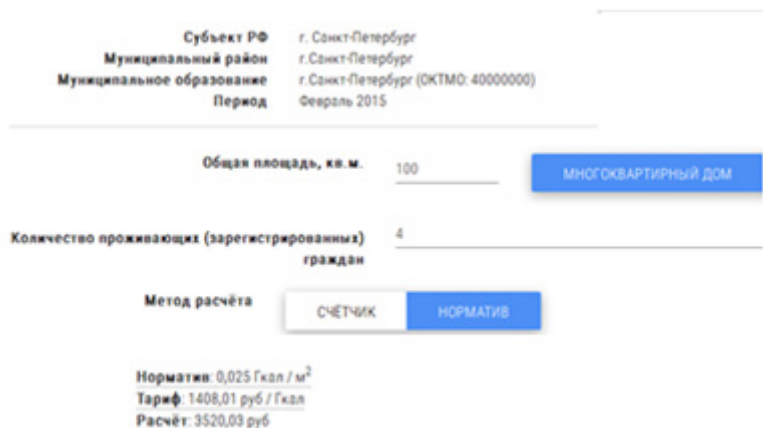 Субъект РФ г. Санкт-Петербург
Муниципальный район г.Санкт-Петербург
Муниципальное образование г.Санкт-Петербург (ОКТМО: 40000000)
Период Февраль 2015
Общая площадь, кв.м. 100 МНОГОКВАРТИРНЫЙ ДОМ
Количество проживающих (зарегистрированных) 4
граждан
Метод расчёта СЧЁТЧИК НОРМАТИВ
Норматив: 0,025 Гкал / м²
Тариф: 1408,01 руб / Гкал
Расчёт: 3520,03 руб